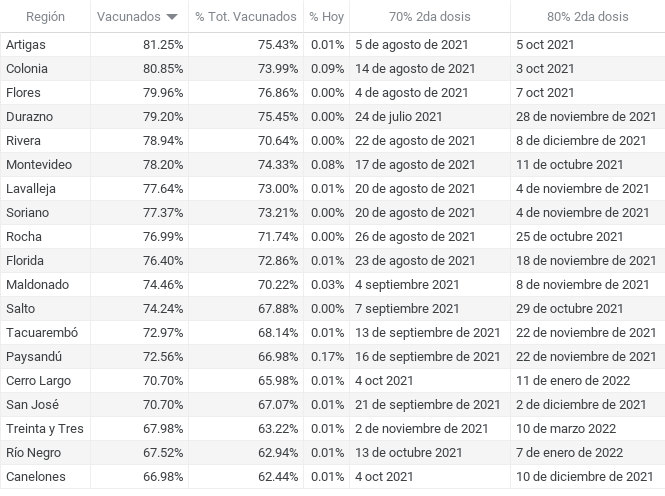 Región Vacunados % Tot. Vacunados % Hoy 70% 2da dosis 80% 2da dosis
Artigas 81.25% 75.43% 0.01% 5 de agosto de 2021 5 oct 2021
Colonia 80.85% 73.99% 0.09% 14 de agosto de 2021 3 oct 2021
Flores 79.96% 76.86% 0.00% 4 de agosto de 2021 7 oct 2021
Durazno 79.20% 75.45% 0.00% 24 de julio 2021 28 de noviembre de 2021
Rivera 78.94% 70.64% 0.00% 22 de agosto de 2021 8 de diciembre de 2021
Montevideo 78.20% 74.33% 0.08% 17 de agosto de 2021 11 de octubre de 2021
Lavalleja 77.64% 73.00% 0.01% 20 de agosto de 2021 4 de noviembre de 2021
Soriano 77.37% 73.21% 0.00% 20 de agosto de 2021 4 de noviembre de 2021
Rocha 76.99% 71.74% 0.00% 26 de agosto de 2021 25 de octubre de 2021
Florida 76.40% 72.86% 0.01% 23 de agosto de 2021 18 de noviembre de 2021
Maldonado 74.46% 70.22% 0.03% 4 septiembre 2021 8 de noviembre de 2021
Salto 74.24% 67.88% 0.00% 7 septiembre 2021 29 de octubre de 2021
Tacuarembó 72.97% 68.14% 0.01% 13 de septiembre de 2021 22 de noviembre de 2021
Paysandú 72.56% 66.98% 0.17% 16 de septiembre de 2021 22 de noviembre de 2021
Cerro Largo 70.70% 65.98% 0.01% 4 oct 2021 11 de enero de 2022
San José 70.70% 67.07% 0.01% 21 de septiembre de 2021 2 de diciembre de 2021
Treinta y Tres 67.98% 63.22% 0.01% 2 de noviembre de 2021 10 de marzo 2022
Río Negro 67.52% 62.94% 0.01% 13 de octubre de 2021 7 de enero de 2022
Canelones 66.98% 62.44% 0.01% 4 oct 2021 10 de diciembre de 2021